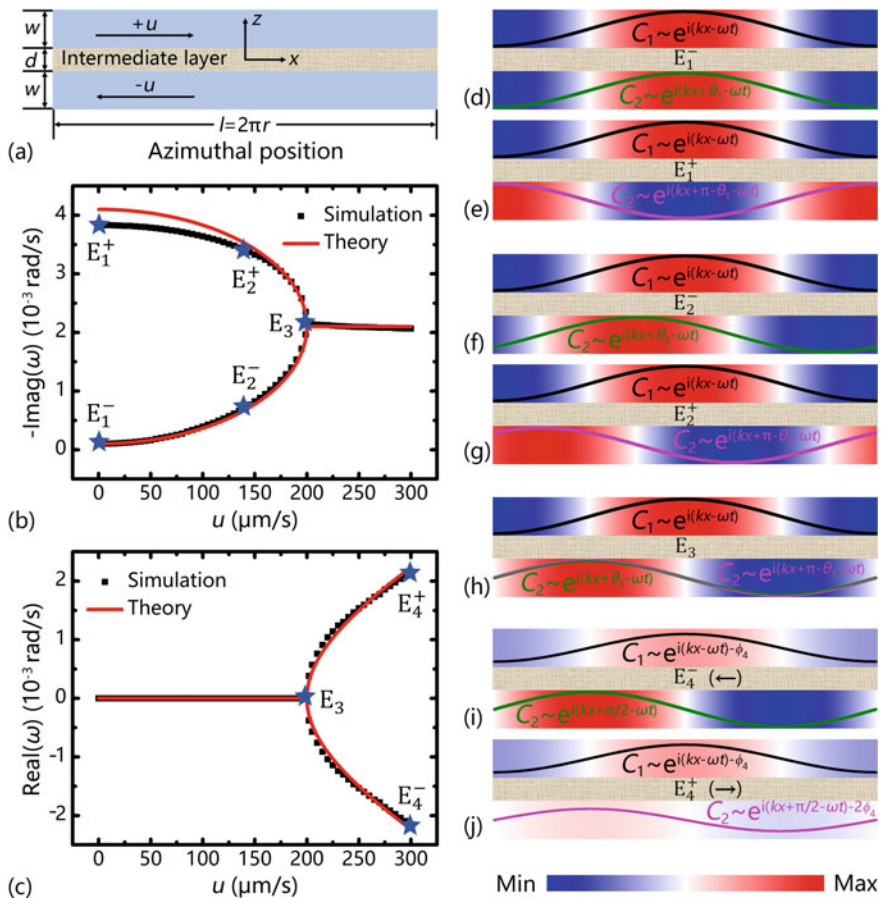 w
+u
z
d
Intermediate layer
x
w
-u
l=2πr
(a)
Azimuthal position
4
3
2
1
0
-Imag(ω) (10⁻³ rad/s)
Simulation
Theory
E₁⁺
E₂⁺
E₃
E₂⁻
E₁⁻
0 50 100 150 200 250 300
(b)
u (μm/s)
2
1
0
-1
-2
Real(ω) (10⁻³ rad/s)
Simulation
Theory
E₄⁺
E₃
E₄⁻
0 50 100 150 200 250 300
(c)
u (μm/s)
C₁~e^i(kx-ωt)
E₁⁻
(d)
C₂~e^i(kx+θ₁-ωt)
C₁~e^i(kx-ωt)
E₁⁺
(e)
C₂~e^i(kx+π-θ₁-ωt)
C₁~e^i(kx-ωt)
E₂⁻
(f)
C₂~e^i(kx+θ₂-ωt)
C₁~e^i(kx-ωt)
E₂⁺
(g)
C₂~e^i(kx+π-θ₂-ωt)
C₁~e^i(kx-ωt)
E₃
(h)
C₂~e^i(kx+θ₃-ωt)
C₂~e^i(kx+π-θ₃-ωt)
C₁~e^i(kx-ωt)-ϕ₄
E₄⁻ (←)
(i)
C₂~e^i(kx+π/2-ωt)
C₁~e^i(kx-ωt)-ϕ₄
E₄⁺ (→)
(j)
C₂~e^i(kx+π/2-ωt)-2ϕ₄
Min
Max